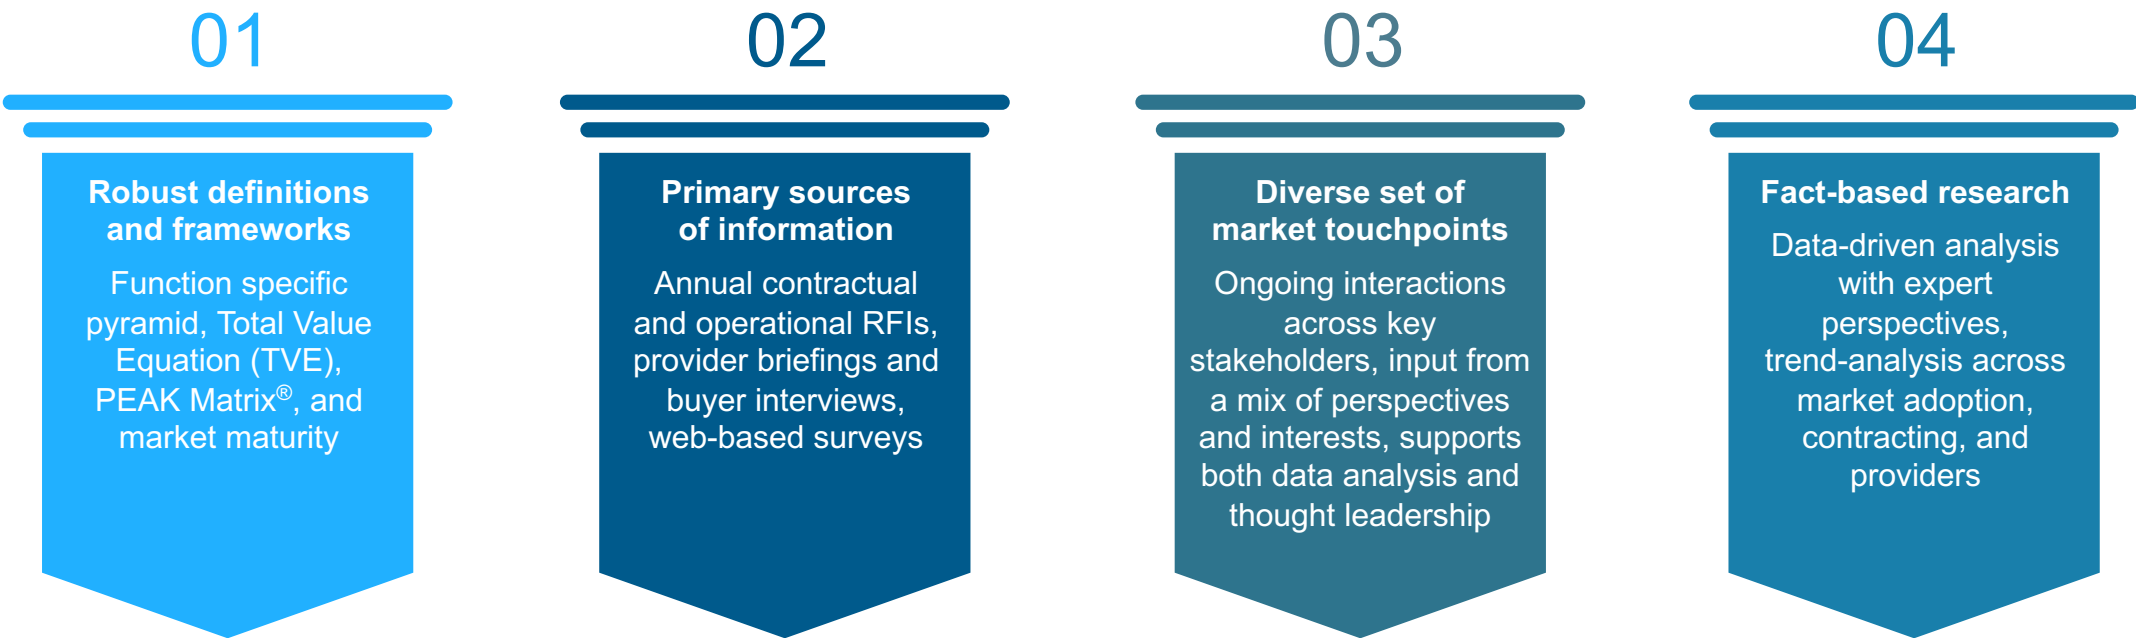 01
Robust definitions
and frameworks
Function specific
pyramid, Total Value
Equation (TVE),
PEAK Matrix®, and
market maturity
02
Primary sources
of information
Annual contractual
and operational RFIs,
provider briefings and
buyer interviews,
web-based surveys
03
Diverse set of
market touchpoints
Ongoing interactions
across key
stakeholders, input from
a mix of perspectives
and interests, supports
both data analysis and
thought leadership
04
Fact-based research
Data-driven analysis
with expert
perspectives,
trend-analysis across
market adoption,
contracting, and
providers